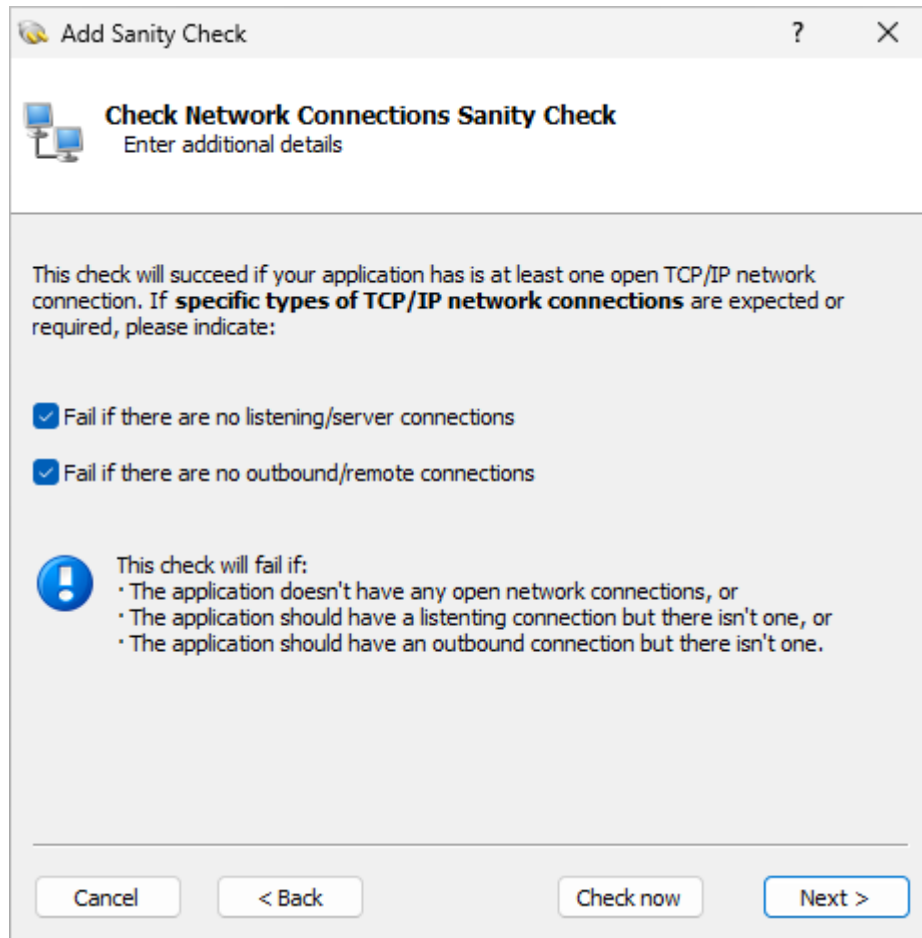 Add Sanity Check
?
Check Network Connections Sanity Check
Enter additional details
This check will succeed if your application has is at least one open TCP/IP network
connection. If specific types of TCP/IP network connections are expected or
required, please indicate:
Fail if there are no listening/server connections
Fail if there are no outbound/remote connections
This check will fail if:
· The application doesn't have any open network connections, or
· The application should have a listenting connection but there isn't one, or
· The application should have an outbound connection but there isn't one.
Cancel
< Back
Check now
Next >